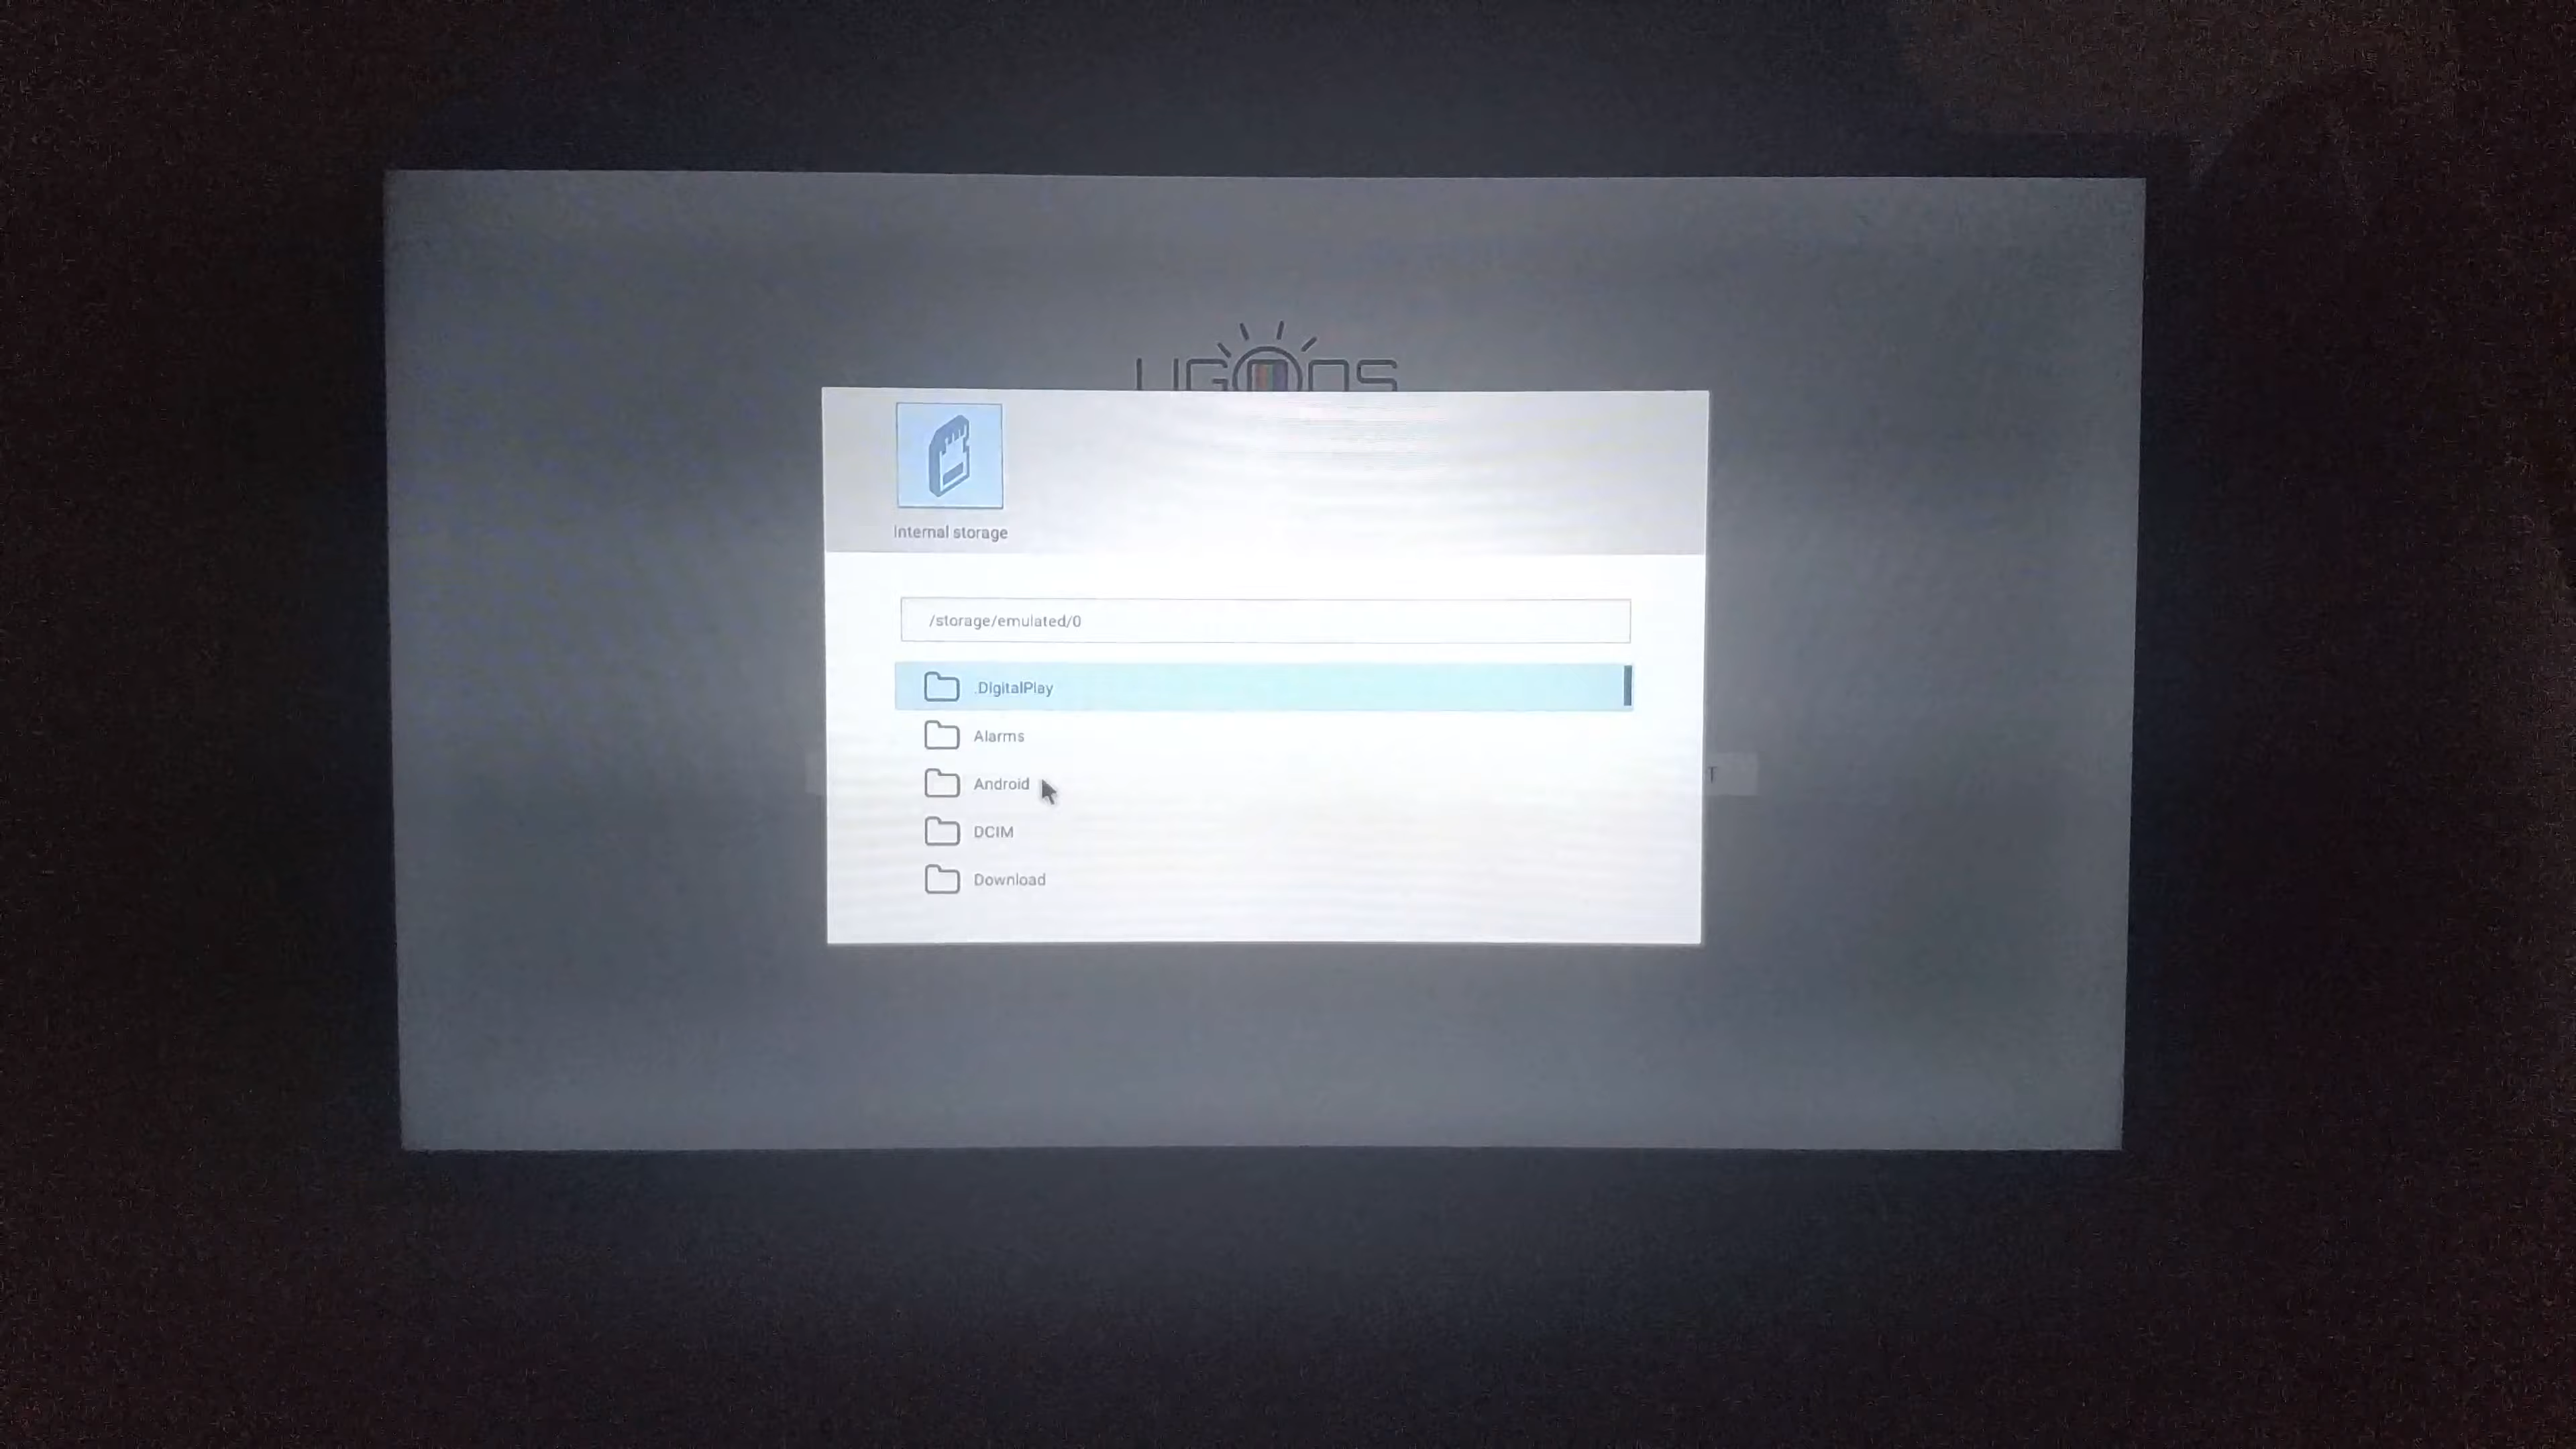 UGOOS
Internal storage
/storage/emulated/0
.DigitalPlay
Alarms
Android
DCIM
Download
T